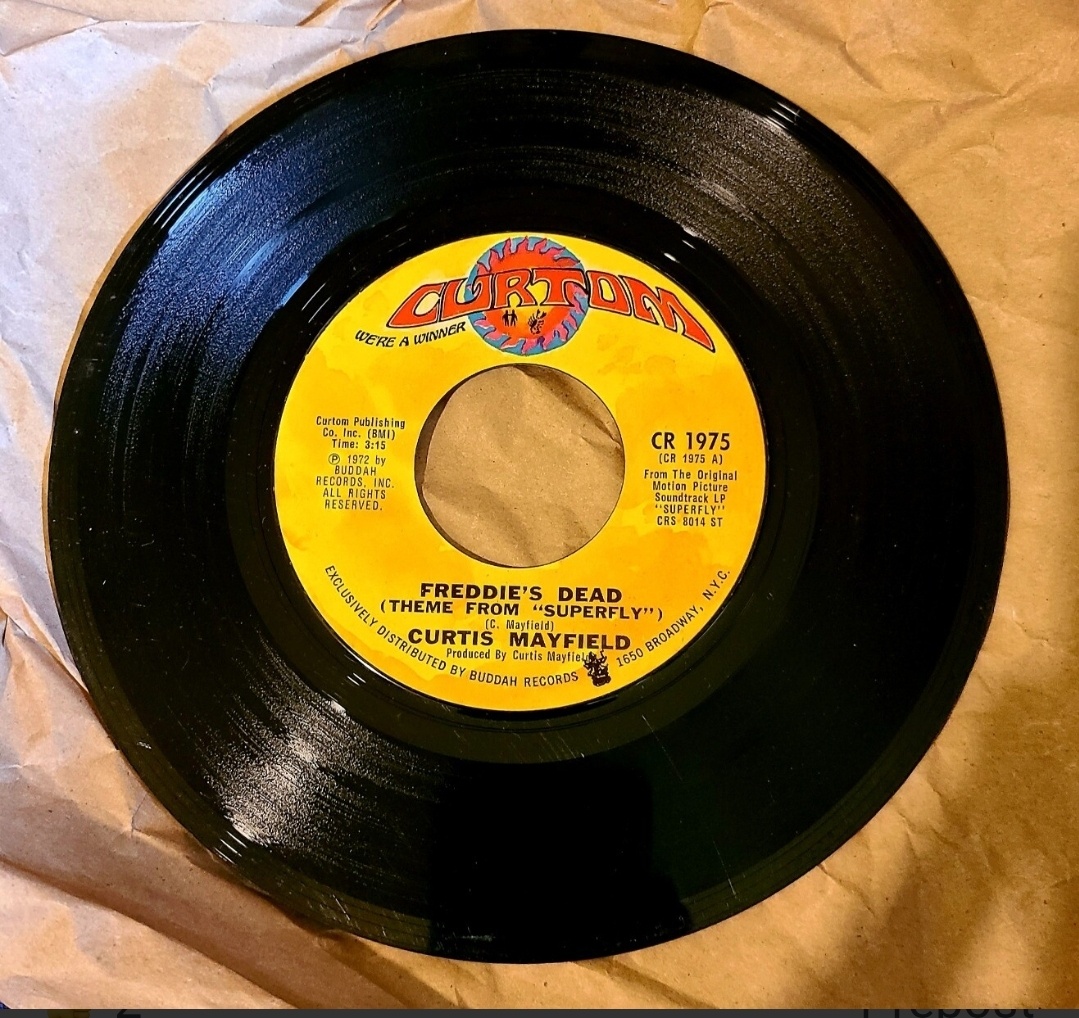 CURTOM
WE'RE A WINNER
Curtom Publishing
Co. Inc. (BMI)
Time: 3:15
℗ 1972 by
BUDDAH
RECORDS, INC.
ALL RIGHTS
RESERVED.
CR 1975
(CR 1975 A)
From The Original
Motion Picture
Soundtrack LP
"SUPERFLY"
CRS 8014 ST
FREDDIE'S DEAD
(THEME FROM "SUPERFLY")
(C. Mayfield)
CURTIS MAYFIELD
Produced By Curtis Mayfield
EXCLUSIVELY DISTRIBUTED BY BUDDAH RECORDS 1650 BROADWAY, N.Y.C.